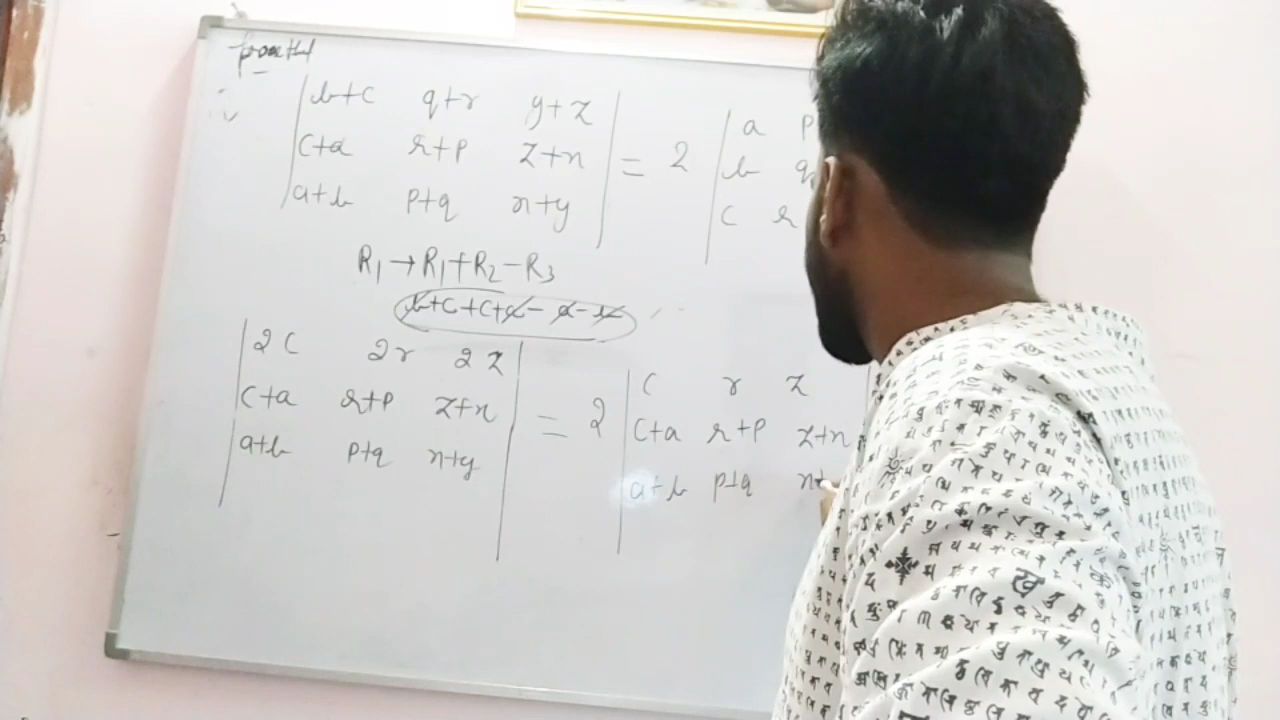 prove that
b+c q+r y+z
c+a r+p z+x = 2 a p
b q
a+b p+q x+y c r
R₁→R₁+R₂-R₃
b+c+c+a-a-b
2c 2r 2z
c+a r+p z+x
a+b p+q x+y
= 2 c r z
c+a r+p z+x
a+b p+q x+